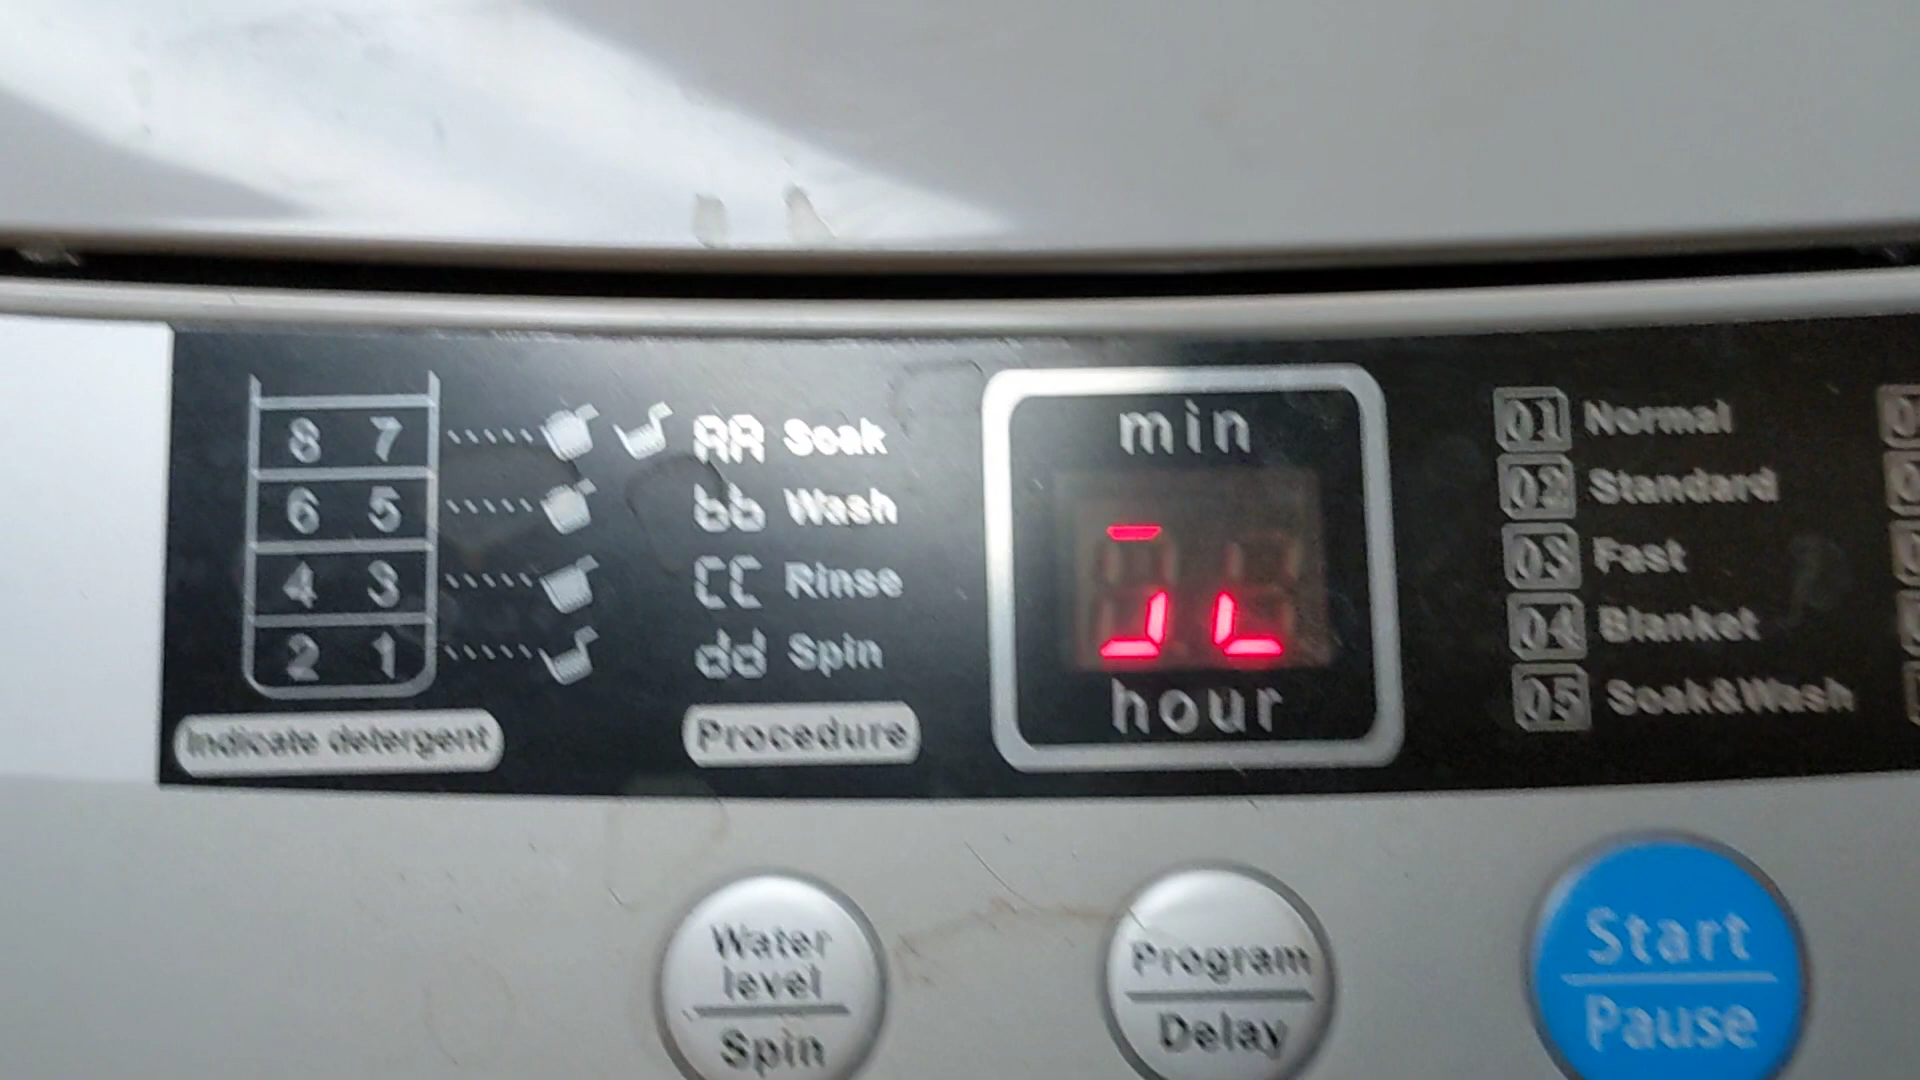 8 7
6 5
4 3
2 1
Indicate detergent
AA Soak
bb Wash
CC Rinse
dd Spin
Procedure
min
hour
01 Normal
02 Standard
03 Fast
04 Blanket
05 Soak&Wash
Water
level
Spin
Program
Delay
Start
Pause